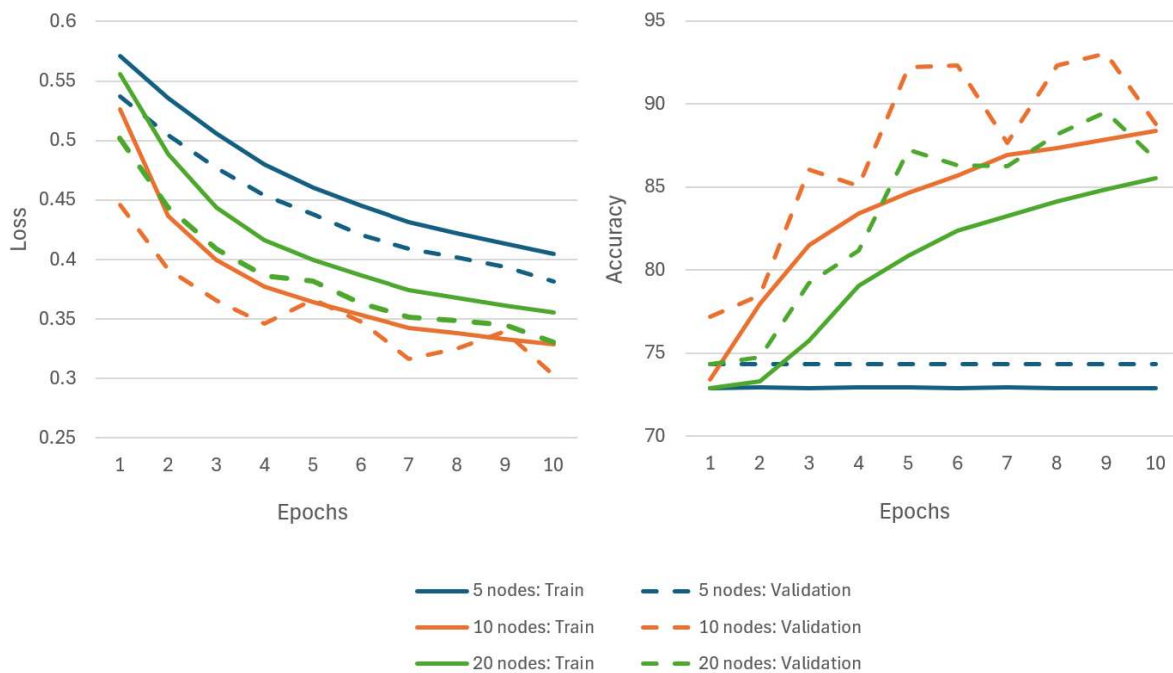 0.6
0.55
0.5
0.45
0.4
0.35
0.3
0.25
Loss
1 2 3 4 5 6 7 8 9 10
Epochs
95
90
85
80
75
70
Accuracy
1 2 3 4 5 6 7 8 9 10
Epochs
5 nodes: Train
5 nodes: Validation
10 nodes: Train
10 nodes: Validation
20 nodes: Train
20 nodes: Validation